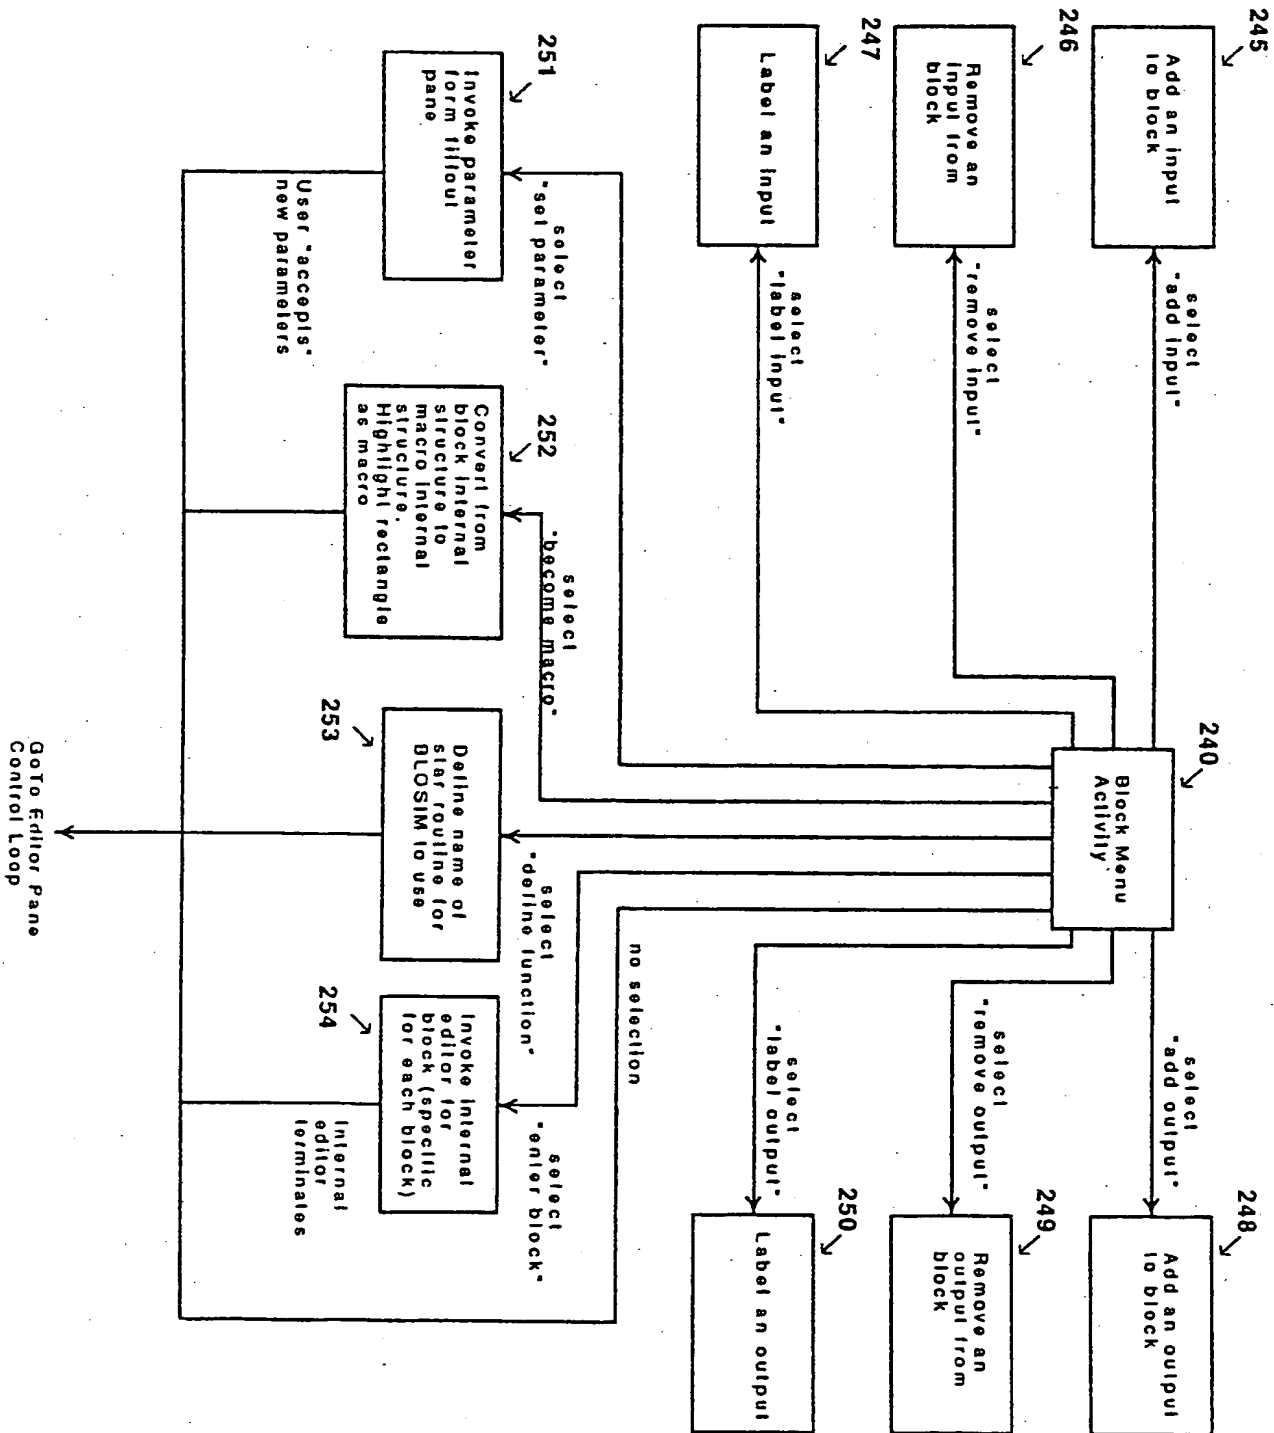 245
Add an input
to block
select
"add input"
246
Remove an
input from
block
select
"remove input"
247
Label an input
select
"label input"
240
Block Menu
Activity
248
Add an output
to block
select
"add output"
249
Remove an
output from
block
select
"remove output"
250
Label an output
select
"label output"
251
Invoke parameter
form fillout
pane
select
"set parameter"
User "accepts"
new parameters
252
Convert from
block internal
structure to
macro internal
structure.
Highlight rectangle
as macro
select
"become macro"
253
Define name of
star routine for
BLOSIM to use
select
"define function"
254
Invoke internal
editor for
block (specific
for each block)
select
"enter block"
no selection
Internal
editor
terminates
GoTo Editor Pane
Control Loop